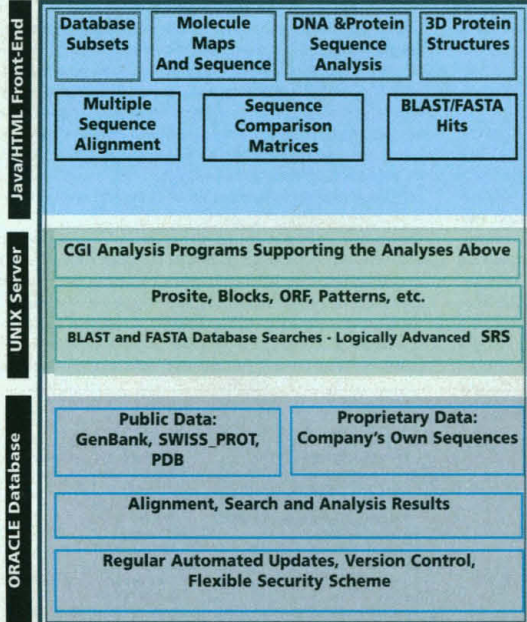 Java/HTML Front-End
Database
Subsets
Molecule
Maps
And Sequence
DNA &Protein
Sequence
Analysis
3D Protein
Structures
Multiple
Sequence
Alignment
Sequence
Comparison
Matrices
BLAST/FASTA
Hits
UNIX Server
CGI Analysis Programs Supporting the Analyses Above
Prosite, Blocks, ORF, Patterns, etc.
BLAST and FASTA Database Searches - Logically Advanced SRS
ORACLE Database
Public Data:
GenBank, SWISS_PROT,
PDB
Proprietary Data:
Company's Own Sequences
Alignment, Search and Analysis Results
Regular Automated Updates, Version Control,
Flexible Security Scheme